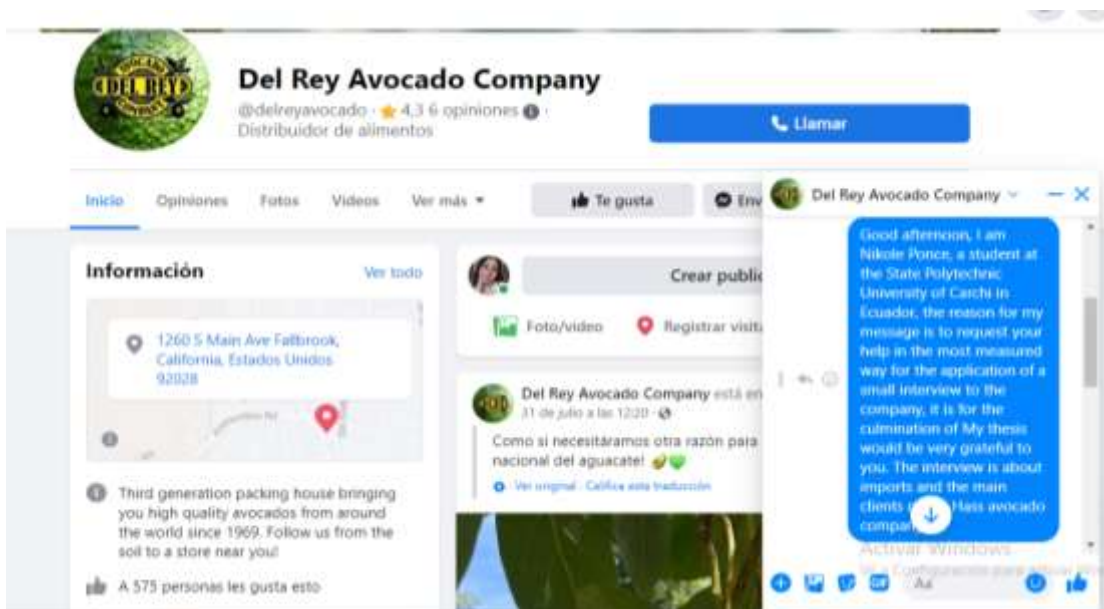 AVOCADO
DEL REY
COMPANY
Del Rey Avocado Company
@delreyavocado · 4,3 6 opiniones ·
Distribuidor de alimentos
Llamar
Inicio Opiniones Fotos Videos Ver más Te gusta
Información Ver todo
1260 S Main Ave Fallbrook,
California, Estados Unidos
92028
Third generation packing house bringing
you high quality avocados from around
the world since 1969. Follow us from the
soil to a store near you!
A 575 personas les gusta esto
Crear public
Foto/video Registrar visita
Del Rey Avocado Company está en
31 de julio a las 12:20 ·
Como si necesitáramos otra razón para
nacional del aguacate!
Ver original · Califica esta traducción
Del Rey Avocado Company
Good afternoon, I am
Nikole Ponce, a student at
the State Polytechnic
University of Carchi in
Ecuador, the reason for my
message is to request your
help in the most measured
way for the application of a
small interview to the
company, it is for the
culmination of My thesis
would be very grateful to
you. The interview is about
imports and the main
clients Hass avocado
Activar Windows
GIF Aa